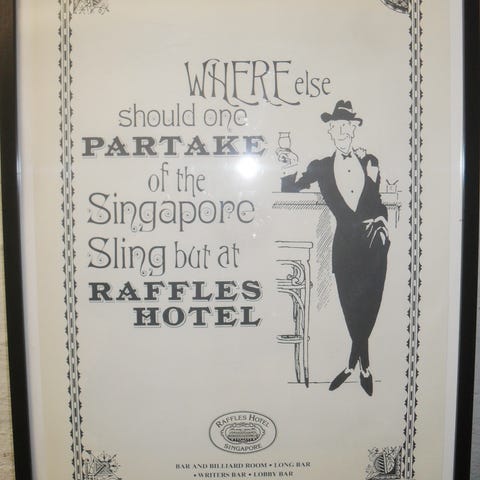 WHERE else
should one
PARTAKE
of the
Singapore
Sling but at
RAFFLES
HOTEL
RAFFLES HOTEL
SINGAPORE
BAR AND BILLIARD ROOM • LONG BAR
• WRITERS BAR • LOBBY BAR